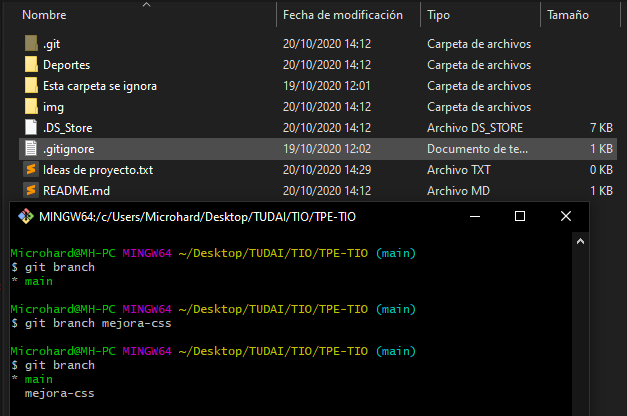 Nombre Fecha de modificación Tipo Tamaño
.git 20/10/2020 14:12 Carpeta de archivos
Deportes 20/10/2020 14:12 Carpeta de archivos
Esta carpeta se ignora 19/10/2020 12:01 Carpeta de archivos
img 20/10/2020 14:12 Carpeta de archivos
.DS_Store 20/10/2020 14:12 Archivo DS_STORE 7 KB
.gitignore 19/10/2020 12:02 Documento de te... 1 KB
Ideas de proyecto.txt 20/10/2020 14:29 Archivo TXT 0 KB
README.md 20/10/2020 14:12 Archivo MD 1 KB
MINGW64:/c/Users/Microhard/Desktop/TUDAI/TIO/TPE-TIO
Microhard@MH-PC MINGW64 ~/Desktop/TUDAI/TIO/TPE-TIO (main)
$ git branch
* main
Microhard@MH-PC MINGW64 ~/Desktop/TUDAI/TIO/TPE-TIO (main)
$ git branch mejora-css
Microhard@MH-PC MINGW64 ~/Desktop/TUDAI/TIO/TPE-TIO (main)
$ git branch
* main
mejora-css